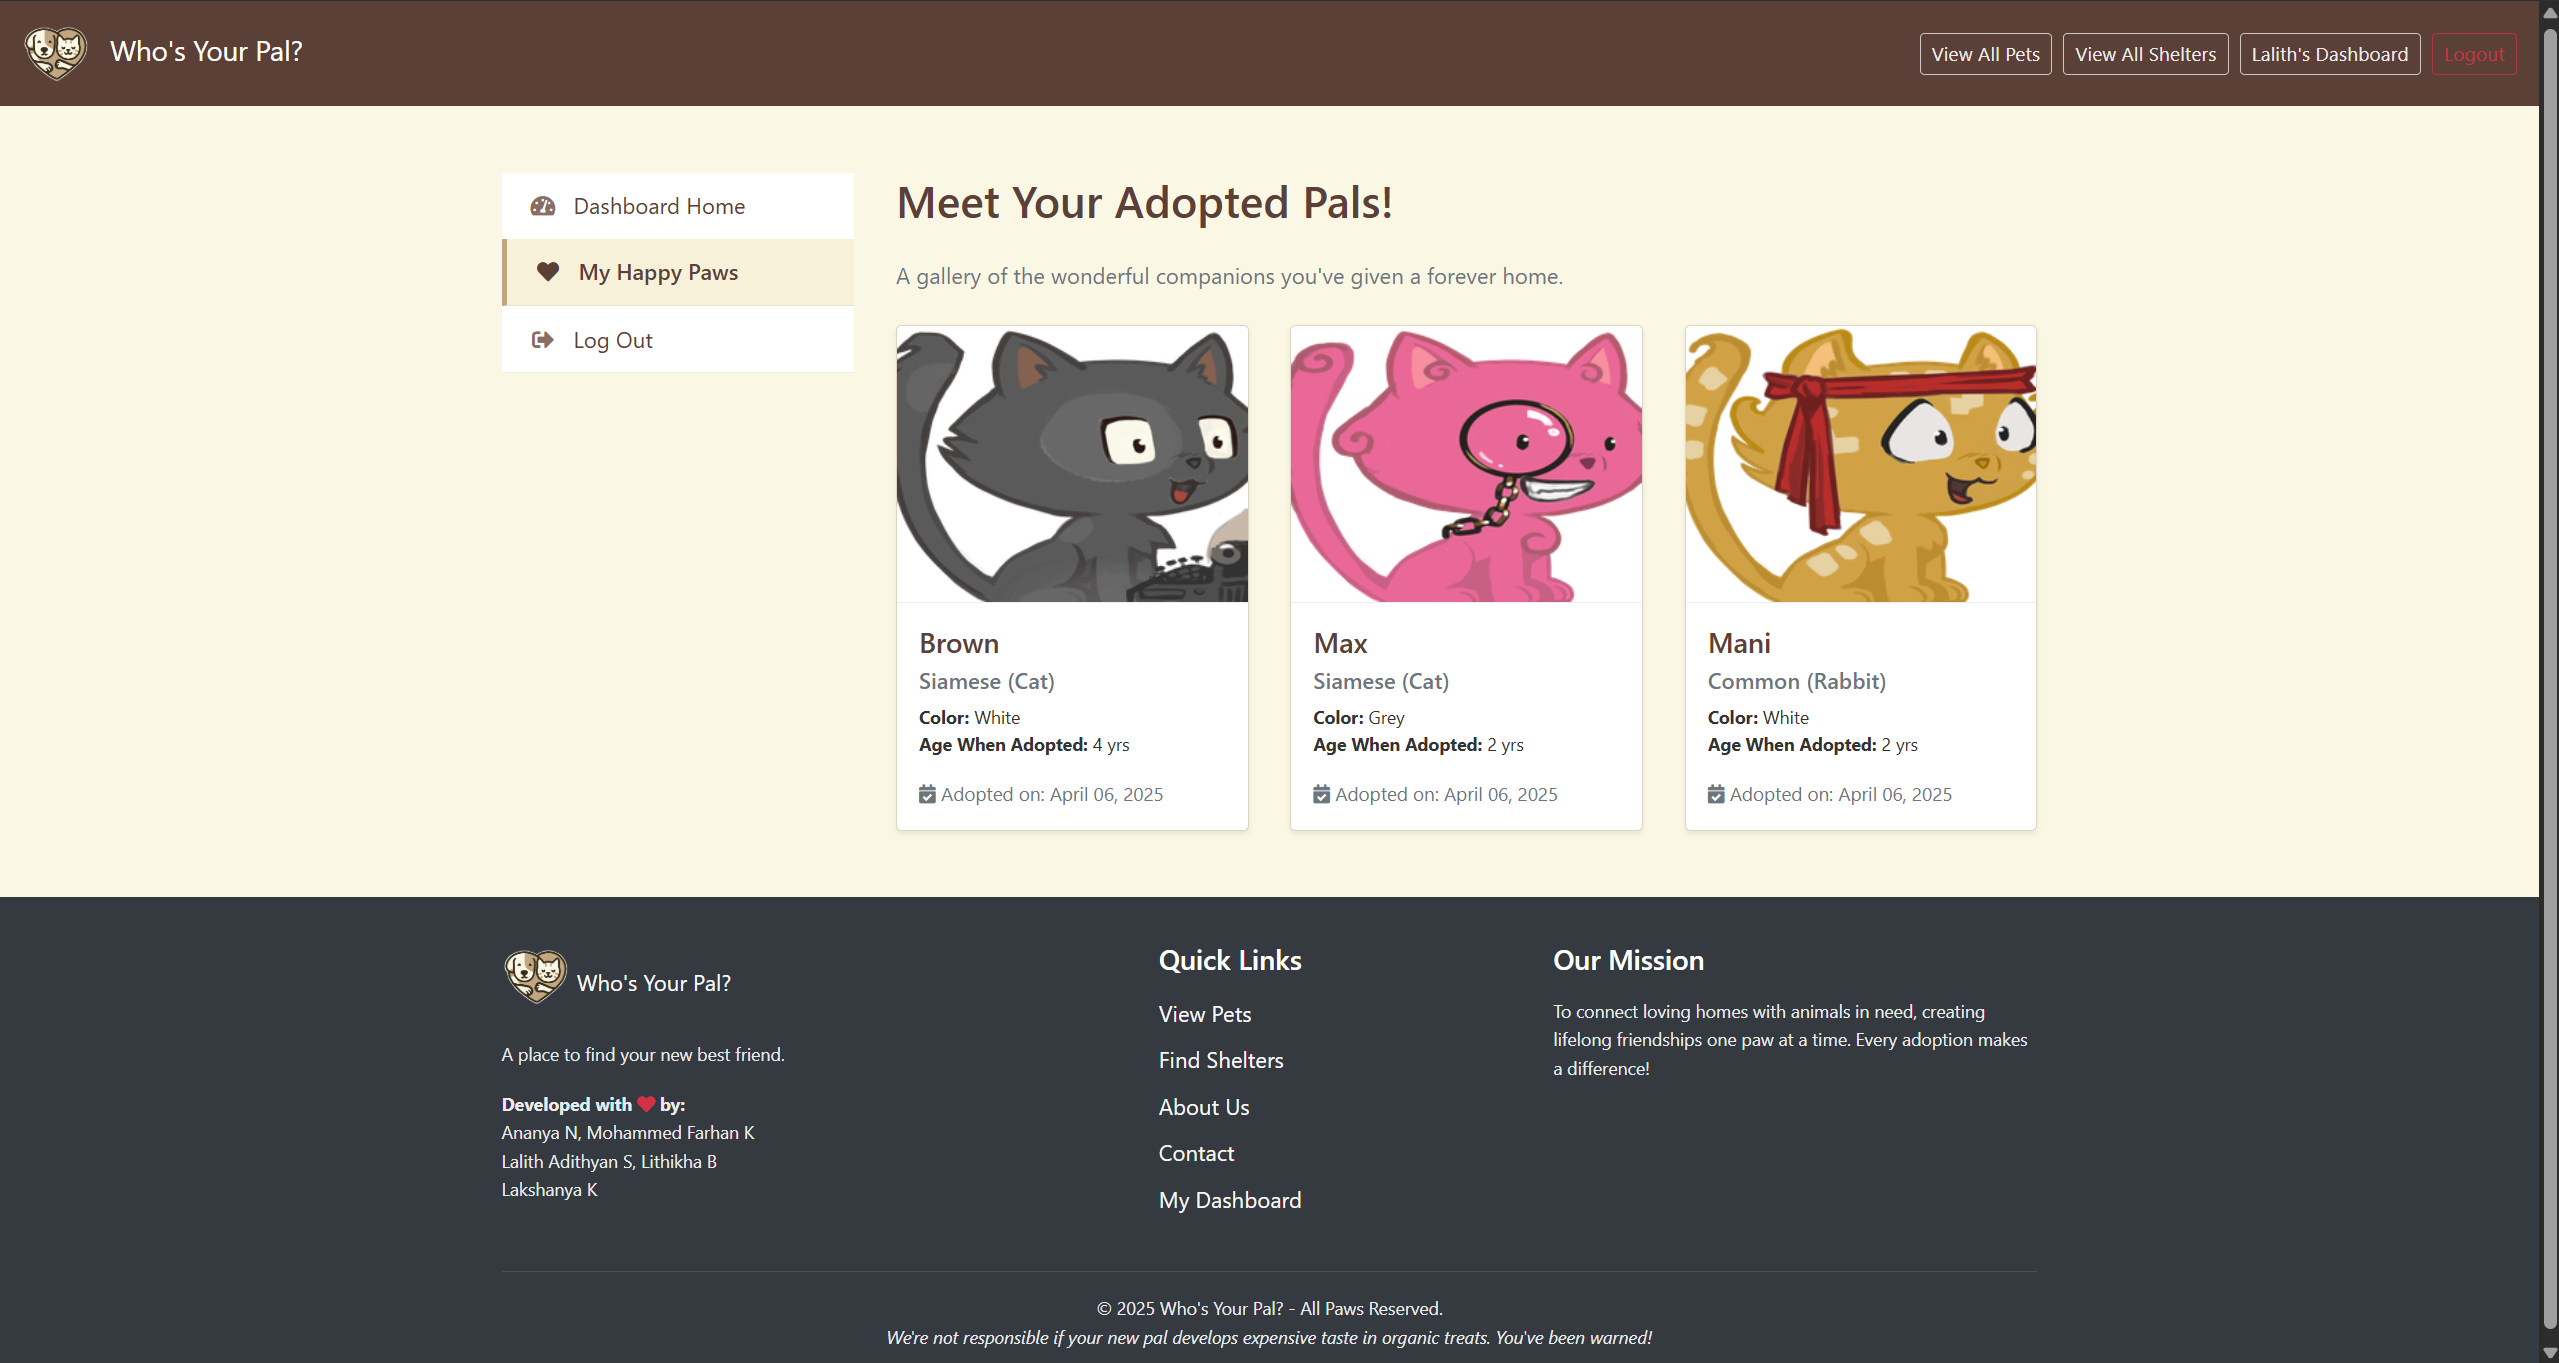 Who's Your Pal?
View All Pets
View All Shelters
Lalith's Dashboard
Logout
Dashboard Home
My Happy Paws
Log Out
Meet Your Adopted Pals!
A gallery of the wonderful companions you've given a forever home.
Brown
Siamese (Cat)
Color: White
Age When Adopted: 4 yrs
Adopted on: April 06, 2025
Max
Siamese (Cat)
Color: Grey
Age When Adopted: 2 yrs
Adopted on: April 06, 2025
Mani
Common (Rabbit)
Color: White
Age When Adopted: 2 yrs
Adopted on: April 06, 2025
Who's Your Pal?
A place to find your new best friend.
Developed with ❤ by:
Ananya N, Mohammed Farhan K
Lalith Adithyan S, Lithikha B
Lakshanya K
Quick Links
View Pets
Find Shelters
About Us
Contact
My Dashboard
Our Mission
To connect loving homes with animals in need, creating
lifelong friendships one paw at a time. Every adoption makes
a difference!
© 2025 Who's Your Pal? - All Paws Reserved.
We're not responsible if your new pal develops expensive taste in organic treats. You've been warned!